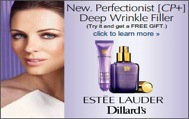 New. Perfectionist [CP+]
Deep Wrinkle Filler
(Try it and get a FREE GIFT.)
click to learn more »
ESTĒE LAUDER
Dillard's